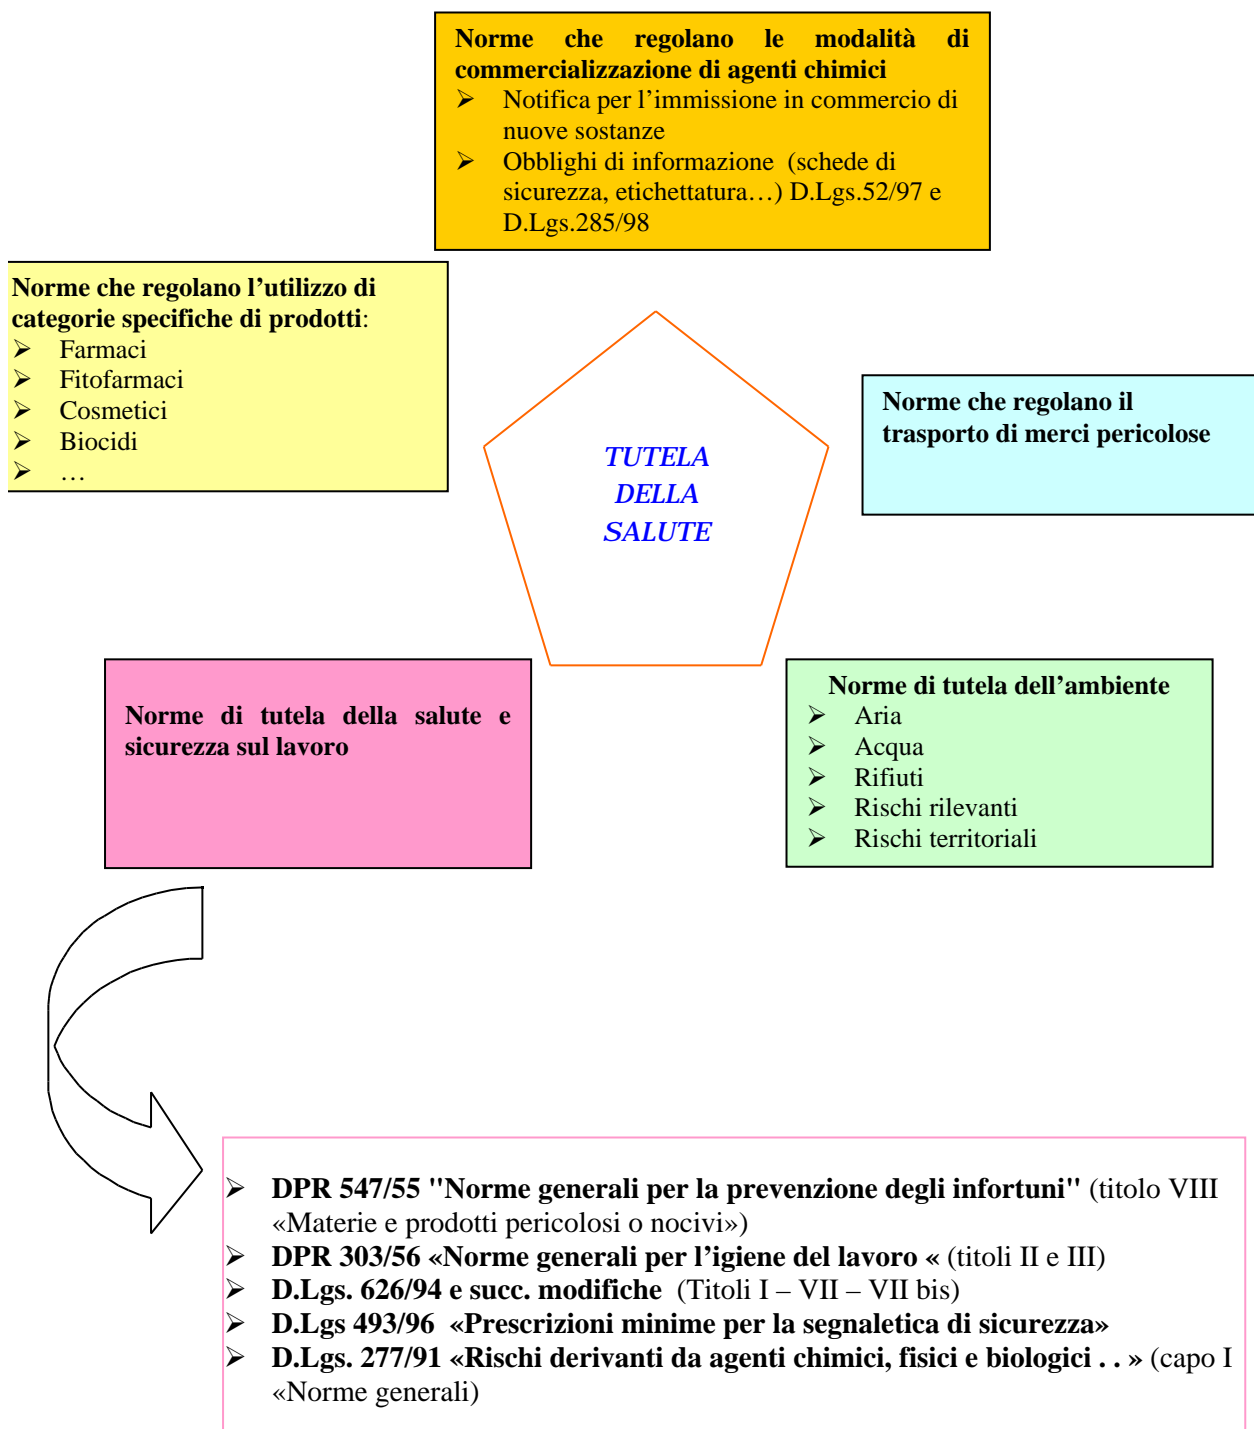 Norme che regolano le modalità di
commercializzazione di agenti chimici
➢ Notifica per l’immissione in commercio di
nuove sostanze
➢ Obblighi di informazione (schede di
sicurezza, etichettatura…) D.Lgs.52/97 e
D.Lgs.285/98
Norme che regolano l’utilizzo di
categorie specifiche di prodotti:
➢ Farmaci
➢ Fitofarmaci
➢ Cosmetici
➢ Biocidi
➢ …
Norme che regolano il
trasporto di merci pericolose
TUTELA
DELLA
SALUTE
Norme di tutela della salute e
sicurezza sul lavoro
Norme di tutela dell’ambiente
➢ Aria
➢ Acqua
➢ Rifiuti
➢ Rischi rilevanti
➢ Rischi territoriali
➢ DPR 547/55 "Norme generali per la prevenzione degli infortuni" (titolo VIII
«Materie e prodotti pericolosi o nocivi»)
➢ DPR 303/56 «Norme generali per l'igiene del lavoro « (titoli II e III)
➢ D.Lgs. 626/94 e succ. modifiche (Titoli I – VII – VII bis)
➢ D.Lgs 493/96 «Prescrizioni minime per la segnaletica di sicurezza»
➢ D.Lgs. 277/91 «Rischi derivanti da agenti chimici, fisici e biologici . . » (capo I
«Norme generali)